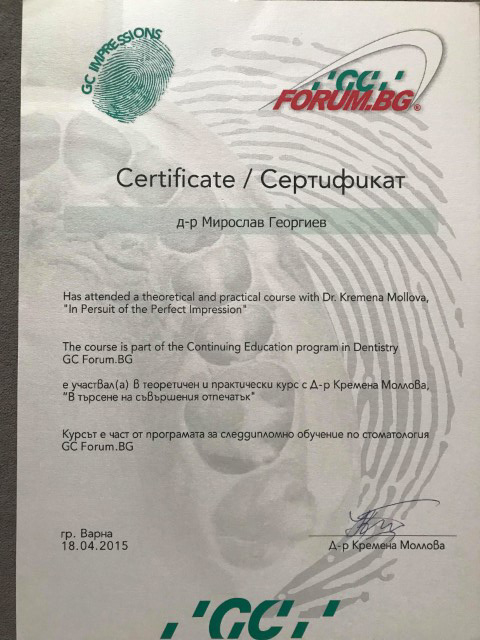 GC IMPRESSIONS
GC
FORUM.BG®
Certificate / Сертификат
д-р Мирослав Георгиев
Has attended a theoretical and practical course with Dr. Kremena Mollova,
"In Persuit of the Perfect Impression"
The course is part of the Continuing Education program in Dentistry
GC Forum.BG
е участвал(а) в теоретичен и практически курс с Д-р Кремена Моллова,
"В търсене на съвършения отпечатък"
Курсът е част от програмата за следдипломно обучение по стоматология
GC Forum.BG
гр. Варна
18.04.2015
Д-р Кремена Моллова
GC